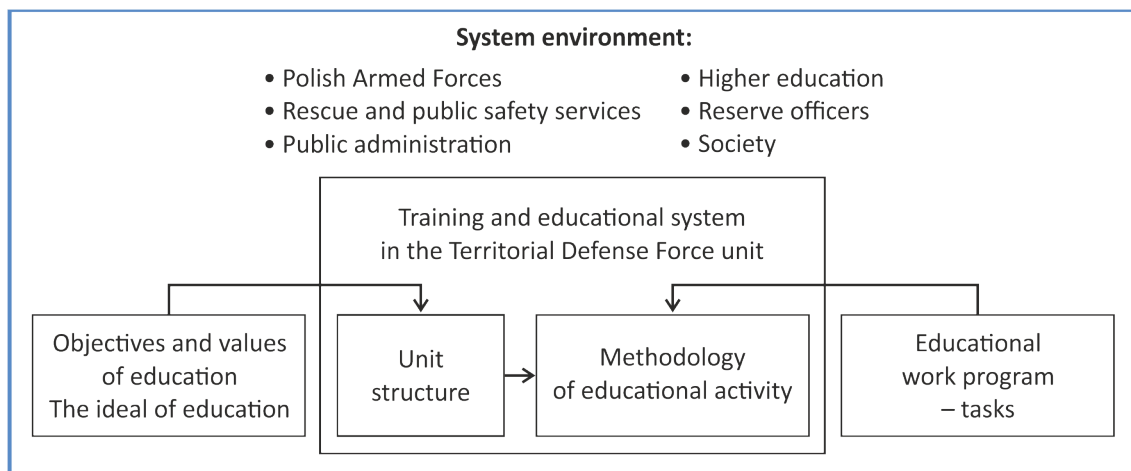 System environment:
• Polish Armed Forces
• Rescue and public safety services
• Public administration
• Higher education
• Reserve officers
• Society
Training and educational system
in the Territorial Defense Force unit
Objectives and values
of education
The ideal of education
Unit
structure
Methodology
of educational activity
Educational
work program
– tasks